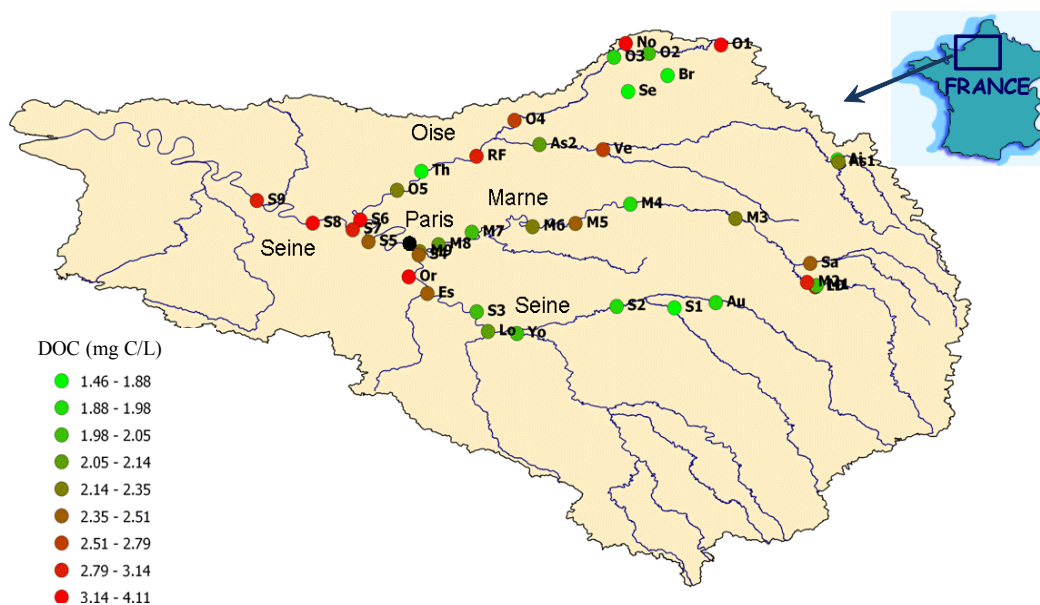 No
O1
O2
O3
Br
Se
FRANCE
Oise
O4
As2
Ve
RF
Ai
As1
Th
O5
Marne
M4
S9
S8
S6
S7
Paris
M7
M6
M5
M3
Seine
S5
M8
M9
S4
Sa
Or
M2
M1
Es
Seine
S3
S2
S1
Au
Lo
Yo
DOC (mg C/L)
1.46 - 1.88
1.88 - 1.98
1.98 - 2.05
2.05 - 2.14
2.14 - 2.35
2.35 - 2.51
2.51 - 2.79
2.79 - 3.14
3.14 - 4.11